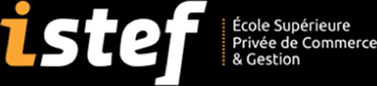 istef
École Supérieure
Privée de Commerce
& Gestion